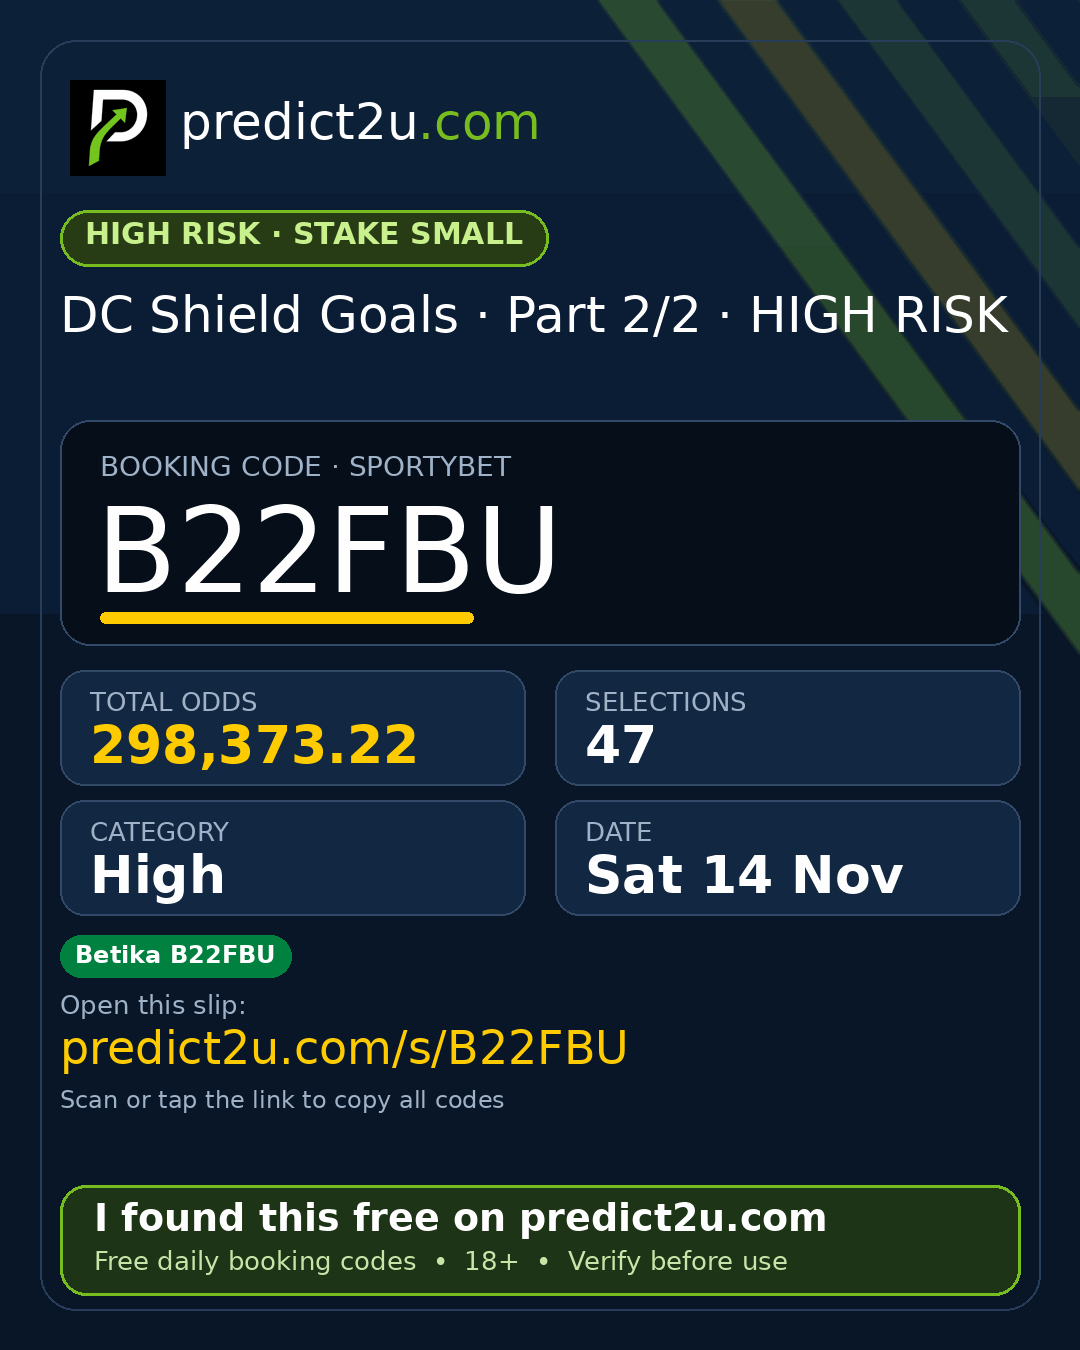 predict2u.com
HIGH RISK · STAKE SMALL
DC Shield Goals · Part 2/2 · HIGH RISK
BOOKING CODE · SPORTYBET
B22FBU
TOTAL ODDS
298,373.22
SELECTIONS
47
CATEGORY
High
DATE
Sat 14 Nov
Betika B22FBU
Open this slip:
predict2u.com/s/B22FBU
Scan or tap the link to copy all codes
I found this free on predict2u.com
Free daily booking codes • 18+ • Verify before use